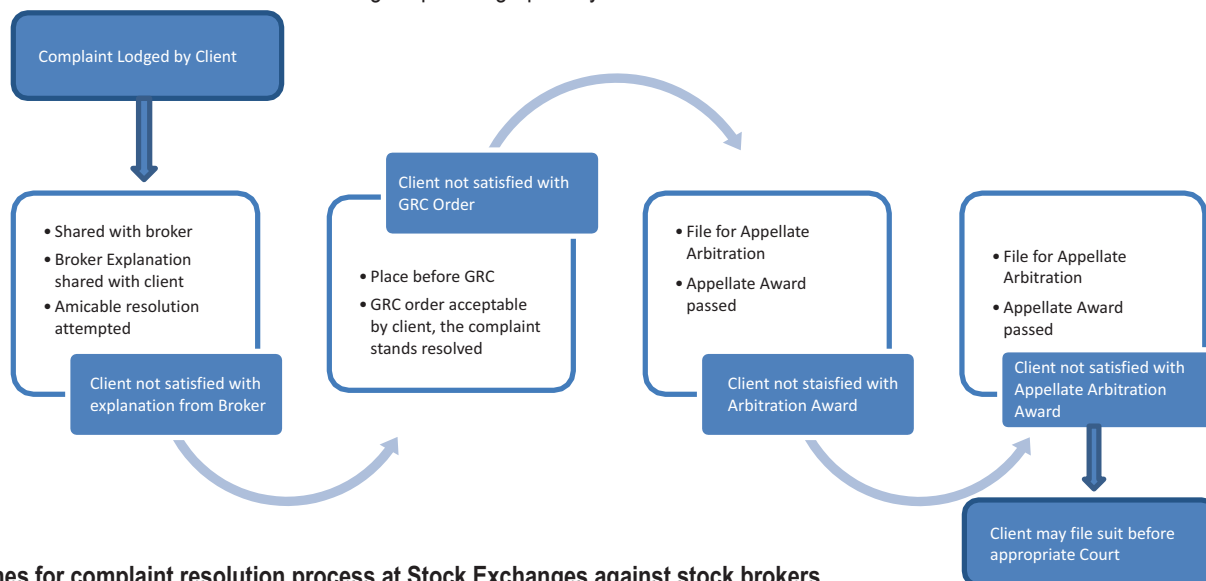 Complaint Lodged by Client
• Shared with broker
• Broker Explanation
shared with client
• Amicable resolution
attempted
Client not satisfied with
explanation from Broker
Client not satisfied with
GRC Order
• Place before GRC
• GRC order acceptable
by client, the complaint
stands resolved
• File for Appellate
Arbitration
• Appellate Award
passed
Client not staisfied with
Arbitration Award
• File for Appellate
Arbitration
• Appellate Award
passed
Client not satisfied with
Appellate Arbitration
Award
Client may file suit before
appropriate Court
nes for complaint resolution process at Stock Exchanges against stock brokers